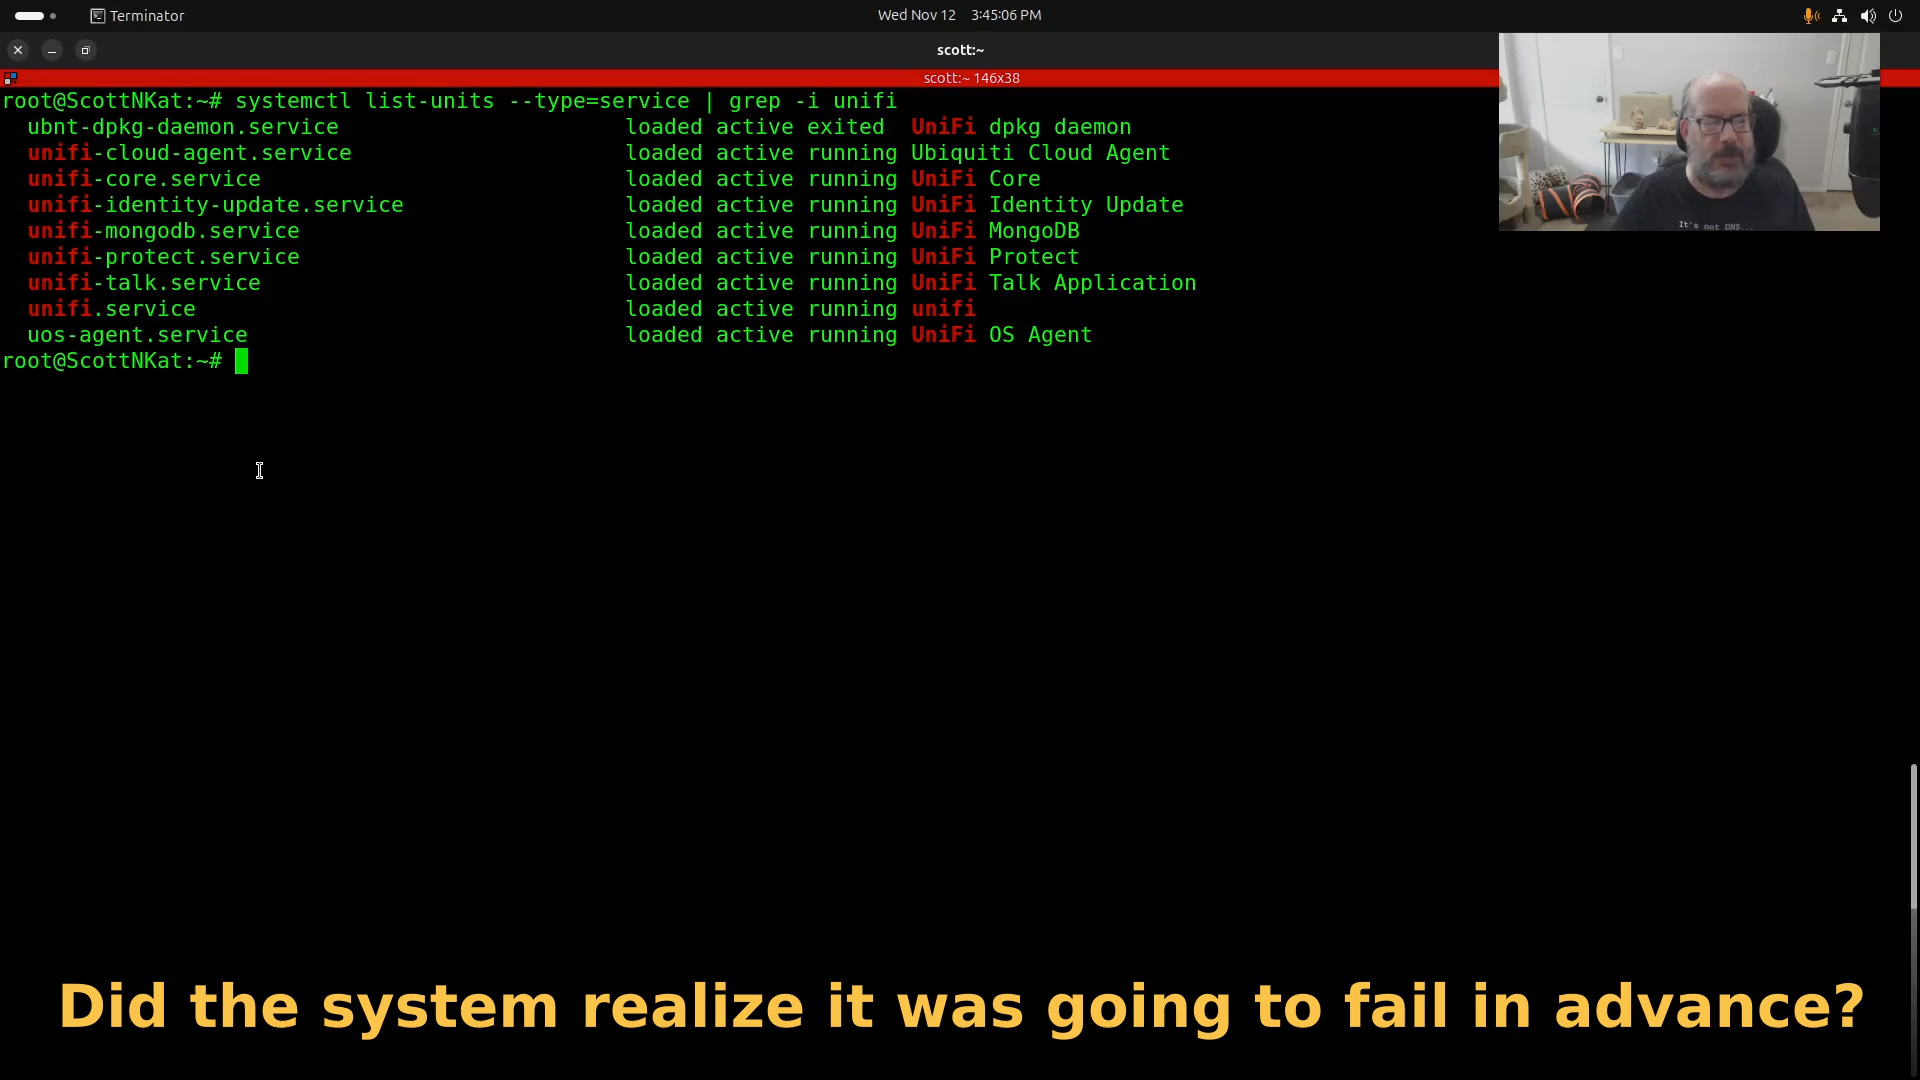 Terminator
Wed Nov 12 3:45:06 PM
scott:~
scott:~ 146x38
root@ScottNKat:~# systemctl list-units --type=service | grep -i unifi
ubnt-dpkg-daemon.service loaded active exited UniFi dpkg daemon
unifi-cloud-agent.service loaded active running Ubiquiti Cloud Agent
unifi-core.service loaded active running UniFi Core
unifi-identity-update.service loaded active running UniFi Identity Update
unifi-mongodb.service loaded active running UniFi MongoDB
unifi-protect.service loaded active running UniFi Protect
unifi-talk.service loaded active running UniFi Talk Application
unifi.service loaded active running unifi
uos-agent.service loaded active running UniFi OS Agent
root@ScottNKat:~#
It's not DNS...
Did the system realize it was going to fail in advance?